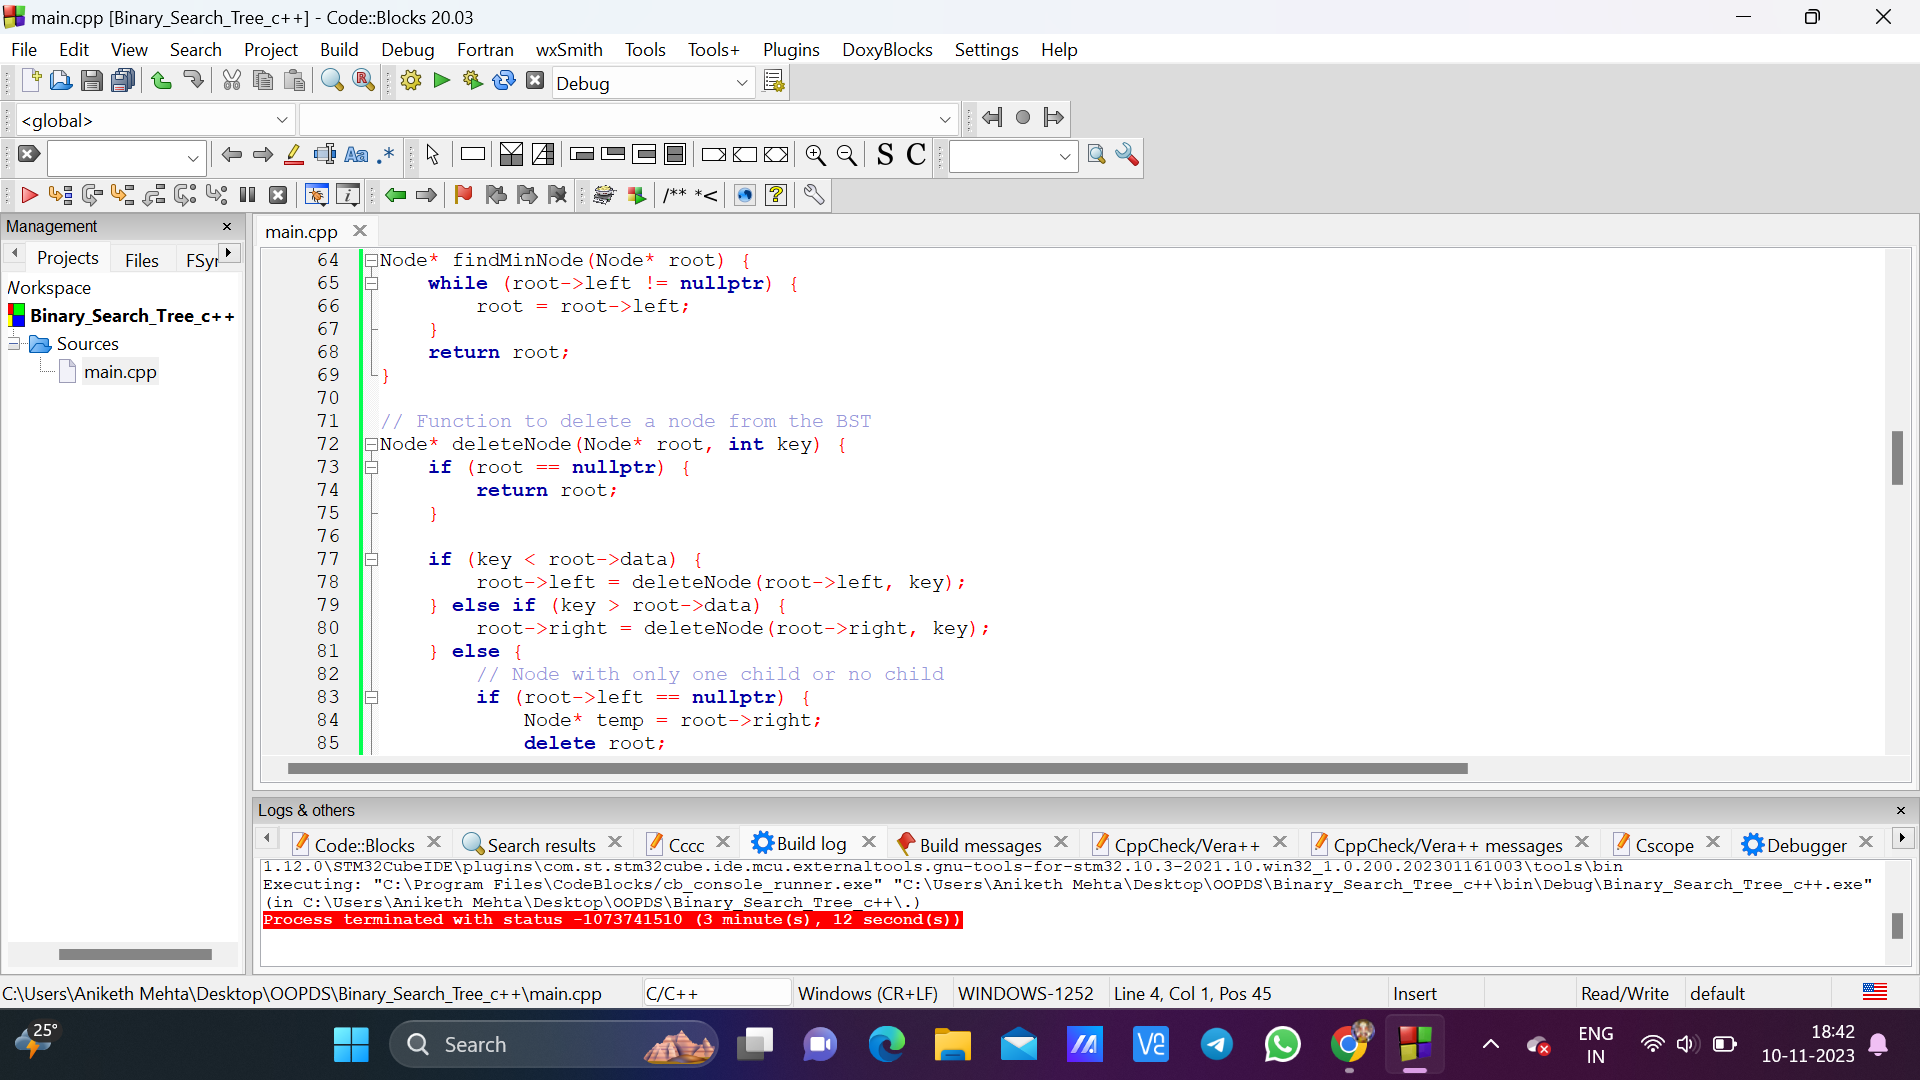 main.cpp [Binary_Search_Tree_c++] - Code::Blocks 20.03
File Edit View Search Project Build Debug Fortran wxSmith Tools Tools+ Plugins DoxyBlocks Settings Help
Debug
<global>
Aa .* S C
/** *<
Management
Projects Files
Workspace
Binary_Search_Tree_c++
Sources
main.cpp
main.cpp
64 Node* findMinNode(Node* root) {
65 while (root->left != nullptr) {
66 root = root->left;
67 }
68 return root;
69 }
70
71 // Function to delete a node from the BST
72 Node* deleteNode(Node* root, int key) {
73 if (root == nullptr) {
74 return root;
75 }
76
77 if (key < root->data) {
78 root->left = deleteNode(root->left, key);
79 } else if (key > root->data) {
80 root->right = deleteNode(root->right, key);
81 } else {
82 // Node with only one child or no child
83 if (root->left == nullptr) {
84 Node* temp = root->right;
85 delete root;
Logs & others
Code::Blocks Search results Cccc Build log Build messages CppCheck/Vera++ CppCheck/Vera++ messages Cscope Debugger
1.12.0\STM32CubeIDE\plugins\com.st.stm32cube.ide.mcu.externaltools.gnu-tools-for-stm32.10.3-2021.10.win32_1.0.200.202301161003\tools\bin
Executing: "C:\Program Files\CodeBlocks/cb_console_runner.exe" "C:\Users\Aniketh Mehta\Desktop\OOPDS\Binary_Search_Tree_c++\bin\Debug\Binary_Search_Tree_c++.exe"
(in C:\Users\Aniketh Mehta\Desktop\OOPDS\Binary_Search_Tree_c++\.)
Process terminated with status -1073741510 (3 minute(s), 12 second(s))
C:\Users\Aniketh Mehta\Desktop\OOPDS\Binary_Search_Tree_c++\main.cpp C/C++ Windows (CR+LF) WINDOWS-1252 Line 4, Col 1, Pos 45 Insert Read/Write default
25°
Search
ENG
IN
18:42
10-11-2023